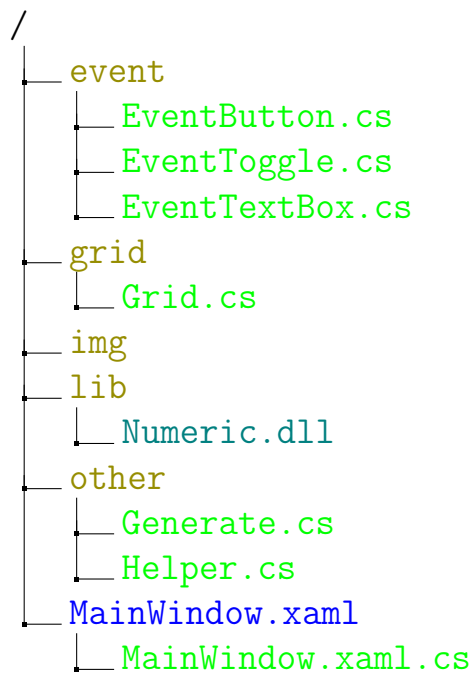 /
event
EventButton.cs
EventToggle.cs
EventTextBox.cs
grid
Grid.cs
img
lib
Numeric.dll
other
Generate.cs
Helper.cs
MainWindow.xaml
MainWindow.xaml.cs